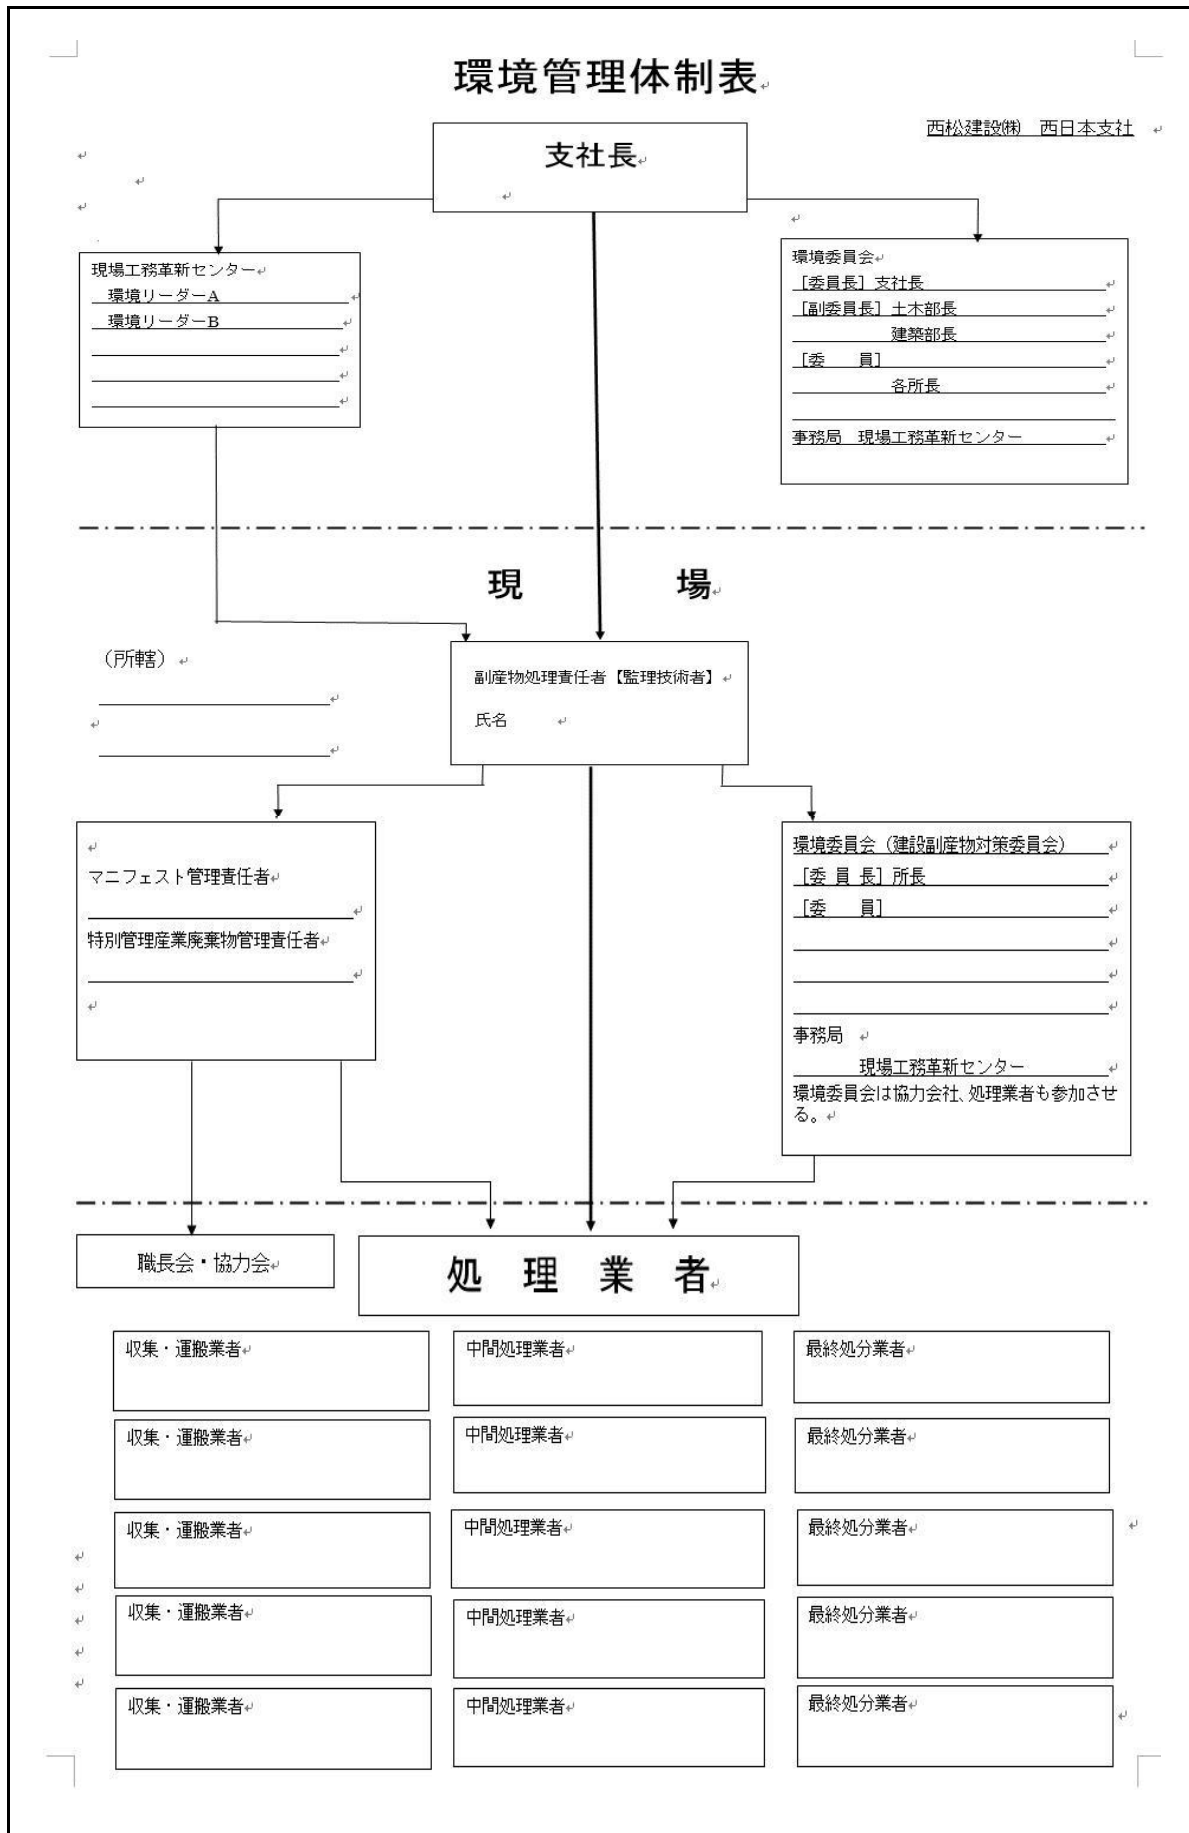 環境管理体制表
西松建設㈱　西日本支社
支社長
現場工務革新センター
環境リーダーA
環境リーダーB
環境委員会
［委員長］支社長
［副委員長］土木部長
建築部長
［委　　員］
各所長
事務局　現場工務革新センター
現　場
（所轄）
副産物処理責任者【監理技術者】
氏名
マニフェスト管理責任者
特別管理産業廃棄物管理責任者
環境委員会（建設副産物対策委員会）
［委 員 長］所長
［委　　員］
事務局
現場工務革新センター
環境委員会は協力会社、処理業者も参加させ
る。
職長会・協力会
処　理　業　者
収集・運搬業者
中間処理業者
最終処分業者
収集・運搬業者
中間処理業者
最終処分業者
収集・運搬業者
中間処理業者
最終処分業者
収集・運搬業者
中間処理業者
最終処分業者
収集・運搬業者
中間処理業者
最終処分業者